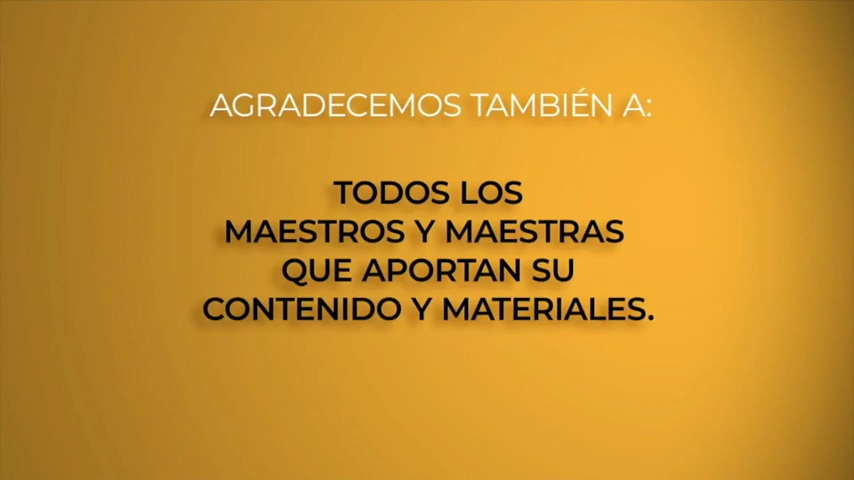 AGRADECEMOS TAMBIÉN A:
TODOS LOS
MAESTROS Y MAESTRAS
QUE APORTAN SU
CONTENIDO Y MATERIALES.